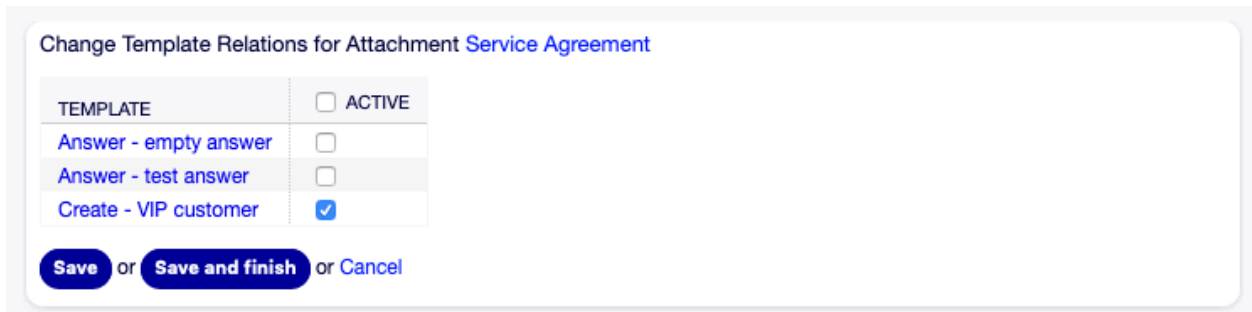 Change Template Relations for Attachment Service Agreement
TEMPLATE ACTIVE
Answer - empty answer
Answer - test answer
Create - VIP customer
Save or Save and finish or Cancel